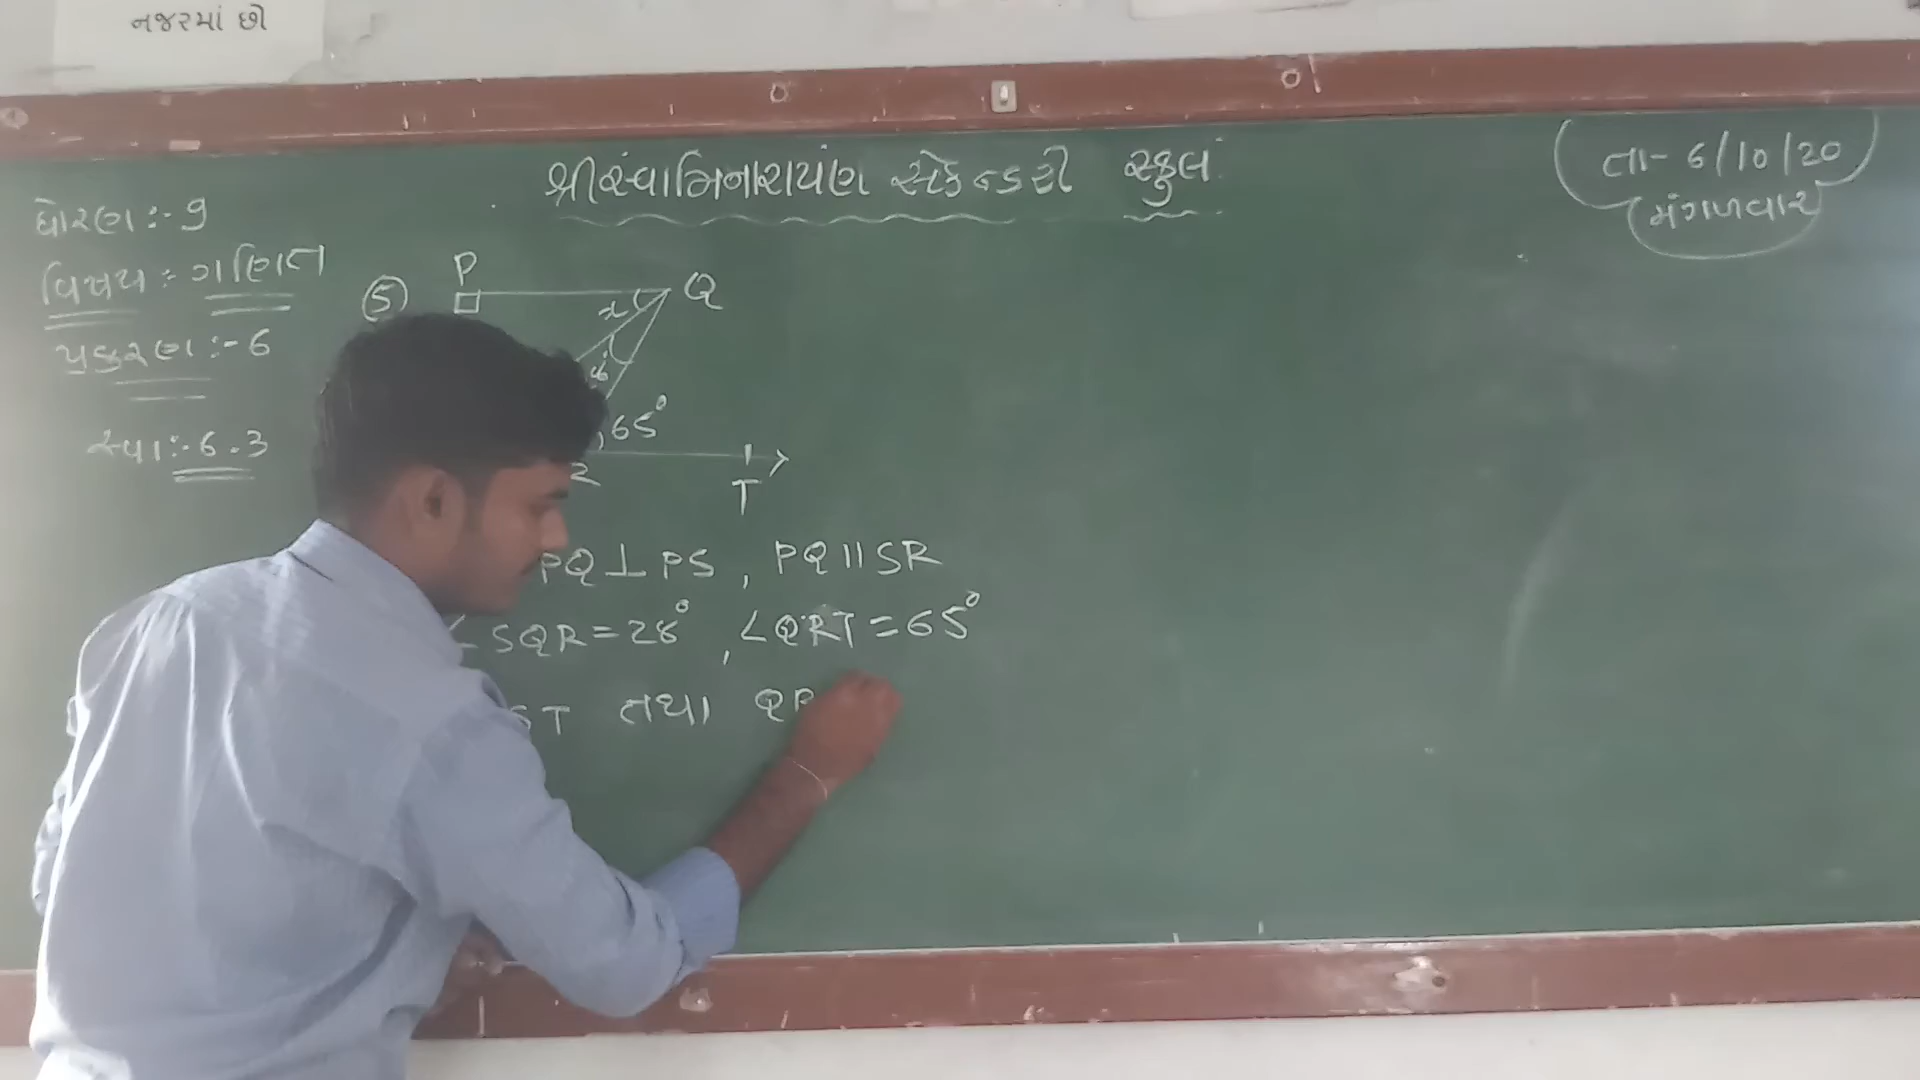 નજરમાં છો
શ્રી સ્વામિનારાયણ સેકન્ડરી સ્કુલ
તા- 6/10/20
મંગળવાર
ધોરણ :- 9
વિષય :- ગણિત
પ્રકરણ :- 6
સ્વા :- 6.3
5
P
Q
x
65°
T
PQ ⊥ PS , PQ || SR
∠SQR = 28° , ∠QRT = 65°
ST તથા QR